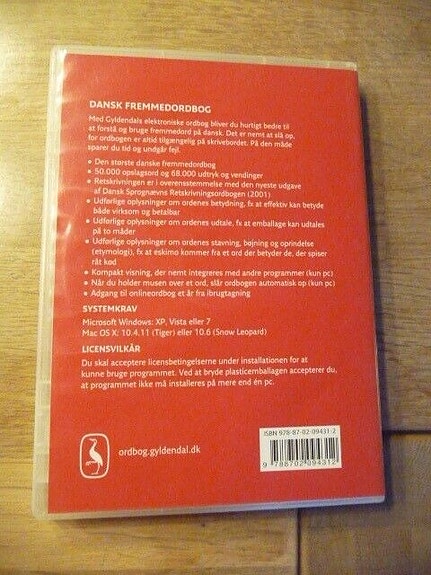 DANSK FREMMEDORDBOG
Med Gyldendals elektroniske ordbog bliver du hurtigt bedre til
at forstå og bruge fremmedord på dansk. Det er nemt at slå op,
for ordbogen er altid tilgængelig på skrivebordet. På den måde
sparer du tid og undgår fejl.
• Den største danske fremmedordbog
• 50.000 opslagsord og 68.000 udtryk og vendinger
• Retskrivningen er i overensstemmelse med den nyeste udgave
af Dansk Sprognævns Retskrivningsordbogen (2001)
• Udførlige oplysninger om ordenes betydning, fx at effektiv kan betyde
både virksom og betalbar
• Udførlige oplysninger om ordenes udtale, fx at emballage kan udtales
på to måder
• Udførlige oplysninger om ordenes stavning, bøjning og oprindelse
(etymologi), fx at eskimo kommer fra et ord der betyder de, der spiser
råt kød
• Kompakt visning, der nemt integreres med andre programmer (kun pc)
• Når du holder musen over et ord, slår ordbogen automatisk op (kun pc)
• Adgang til onlineordbog et år fra ibrugtagning
SYSTEMKRAV
Microsoft Windows: XP, Vista eller 7
Mac OS X: 10.4.11 (Tiger) eller 10.6 (Snow Leopard)
LICENSVILKÅR
Du skal acceptere licensbetingelserne under installationen for at
kunne bruge programmet. Ved at bryde plasticemballagen accepterer du,
at programmet ikke må installeres på mere end én pc.
ordbog.gyldendal.dk
ISBN 978-87-02-09431-2
9 788702 094312